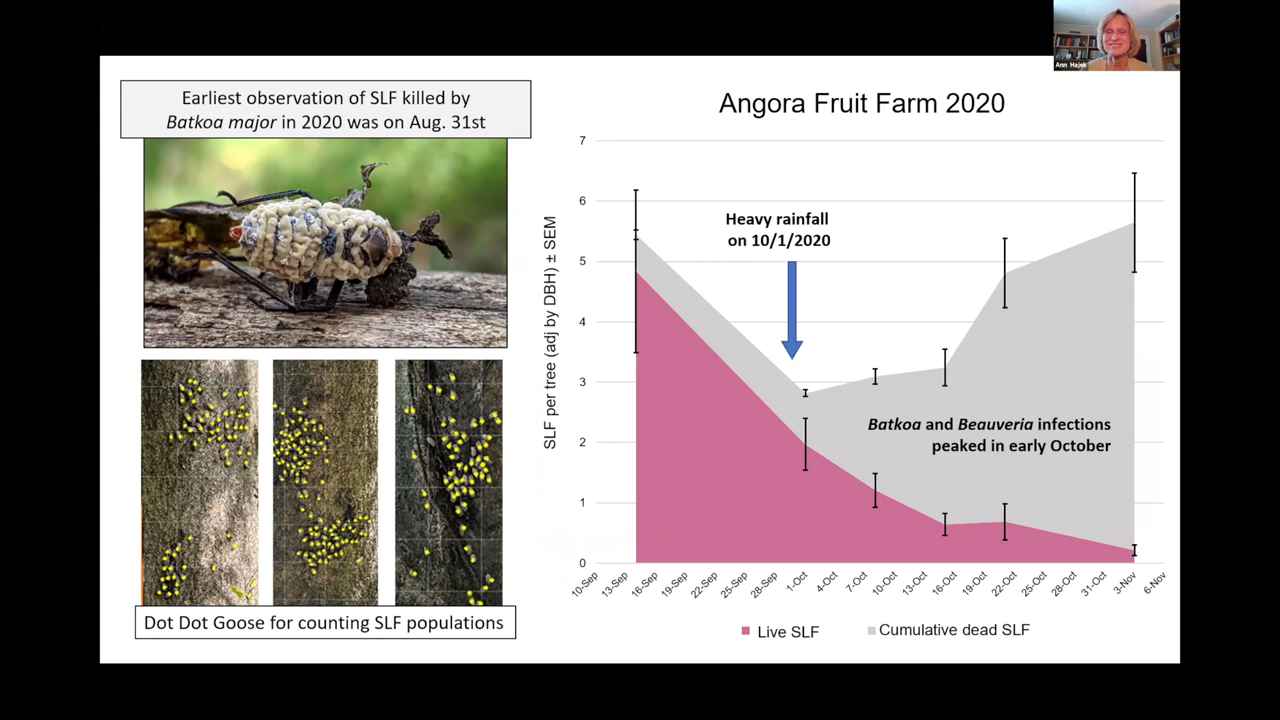 Ann Hajek
Earliest observation of SLF killed by
Batkoa major in 2020 was on Aug. 31st
Dot Dot Goose for counting SLF populations
Angora Fruit Farm 2020
SLF per tree (adj by DBH) ± SEM
7
6
5
4
3
2
1
0
Heavy rainfall
on 10/1/2020
Batkoa and Beauveria infections
peaked in early October
10-Sep
13-Sep
16-Sep
19-Sep
22-Sep
25-Sep
28-Sep
1-Oct
4-Oct
7-Oct
10-Oct
13-Oct
16-Oct
19-Oct
22-Oct
25-Oct
28-Oct
31-Oct
3-Nov
6-Nov
Live SLF
Cumulative dead SLF